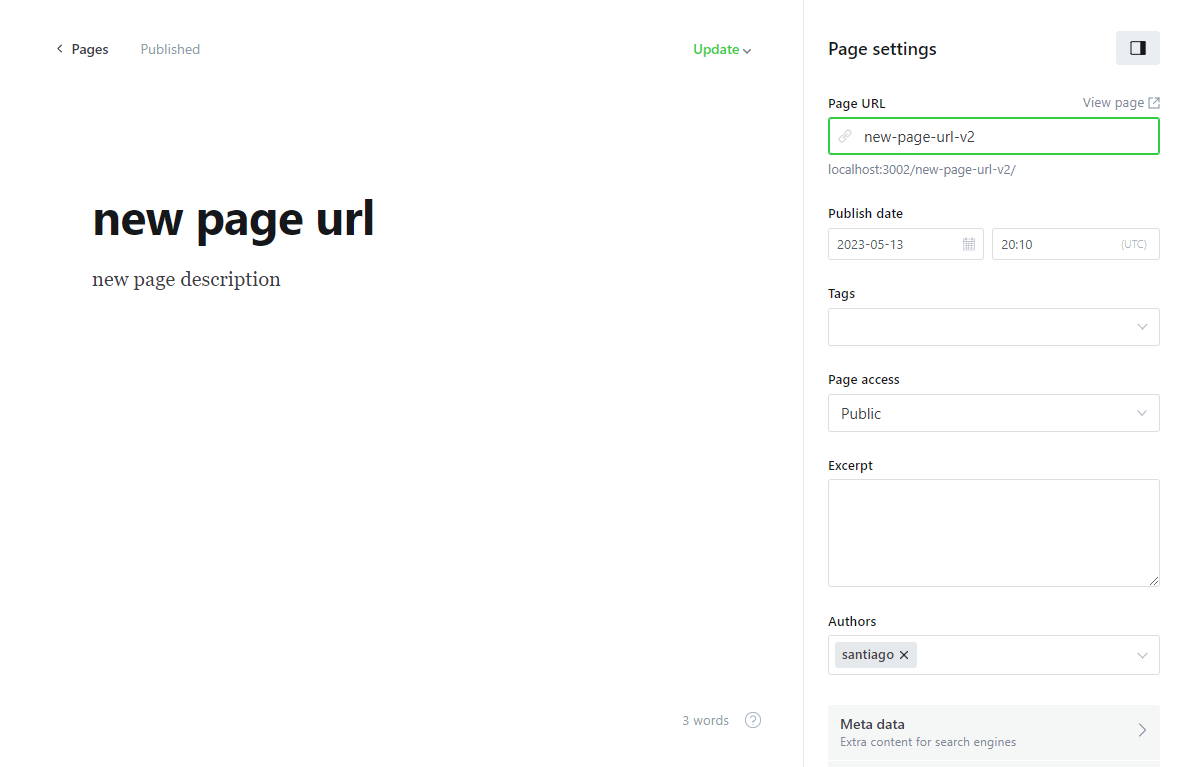 Pages
Published
Update
new page url
new page description
3 words
?
Page settings
Page URL
View page
new-page-url-v2
localhost:3002/new-page-url-v2/
Publish date
2023-05-13
20:10
(UTC)
Tags
Page access
Public
Excerpt
Authors
santiago ×
Meta data
Extra content for search engines